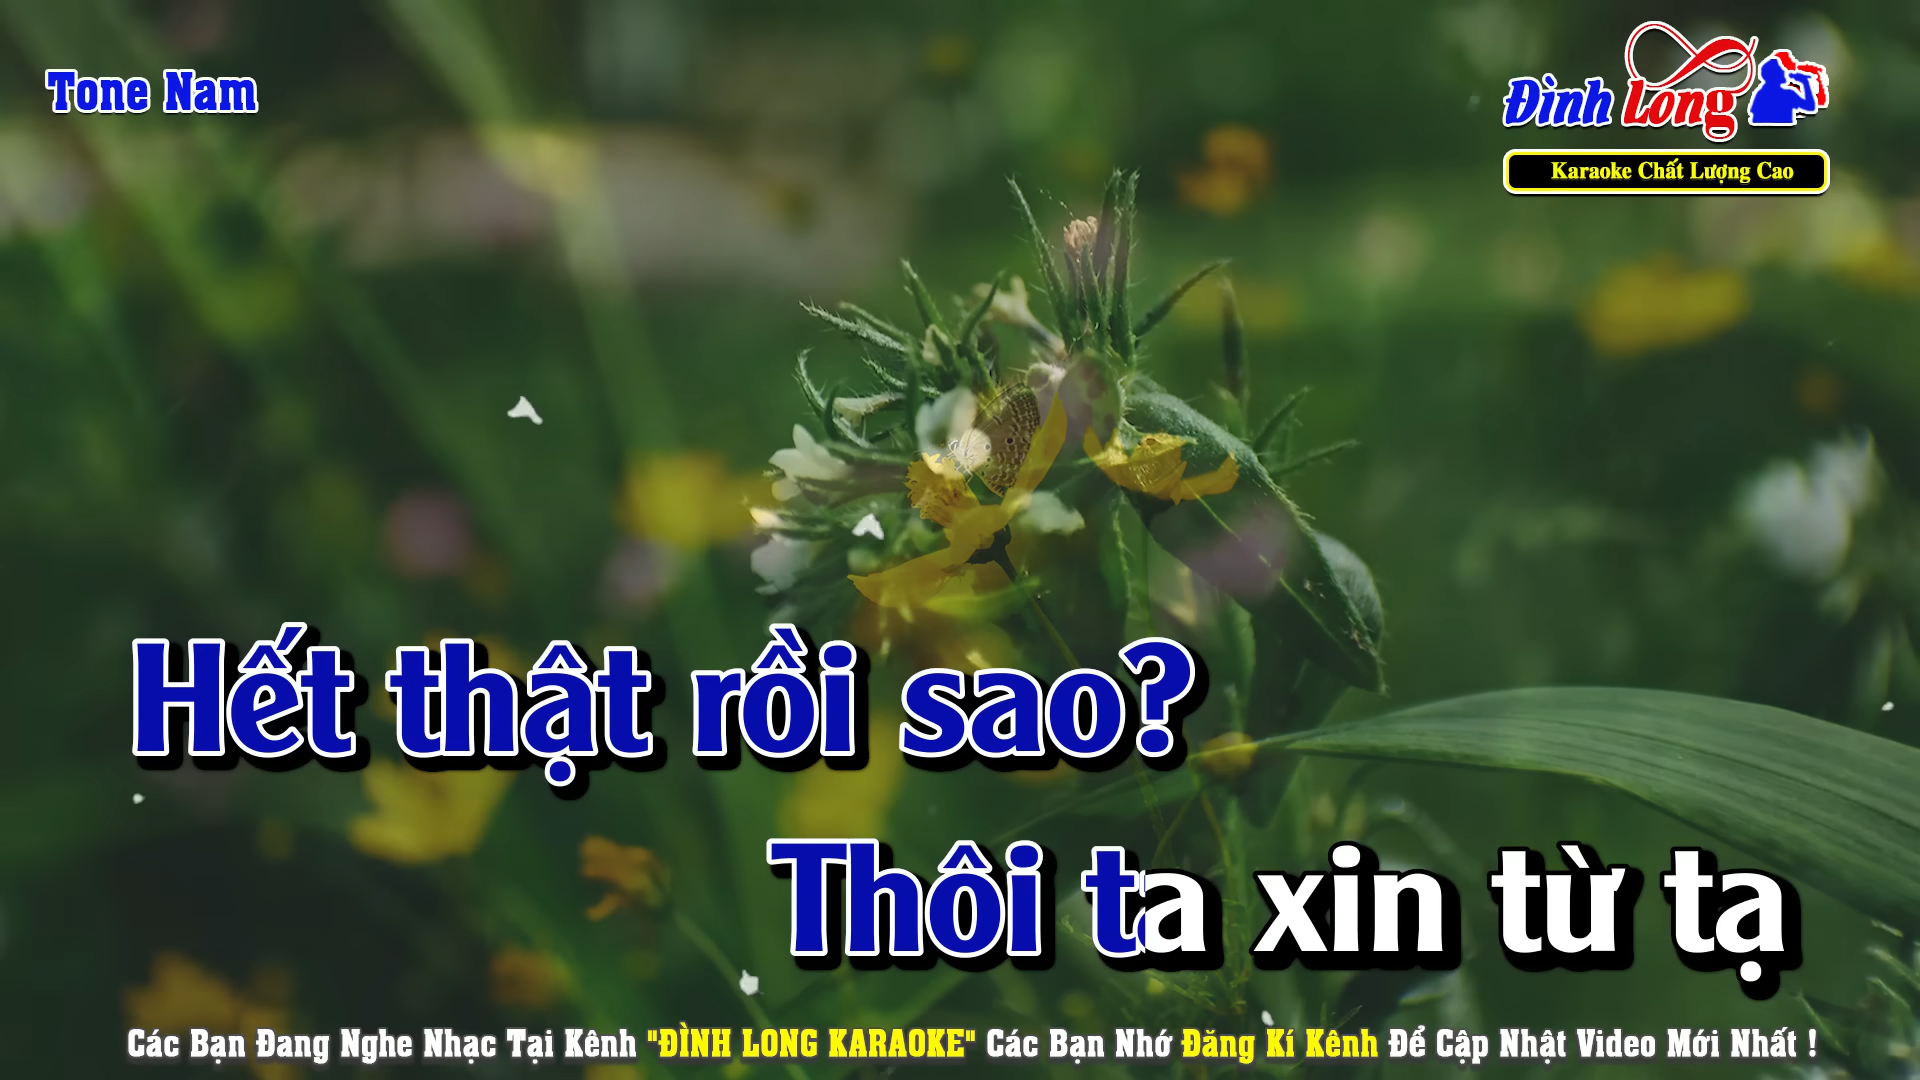 Tone Nam
Đình Long
Karaoke Chất Lượng Cao
Hết thật rồi sao?
Thôi ta xin từ tạ
Các Bạn Đang Nghe Nhạc Tại Kênh "ĐÌNH LONG KARAOKE" Các Bạn Nhớ Đăng Kí Kênh Để Cập Nhật Video Mới Nhất !